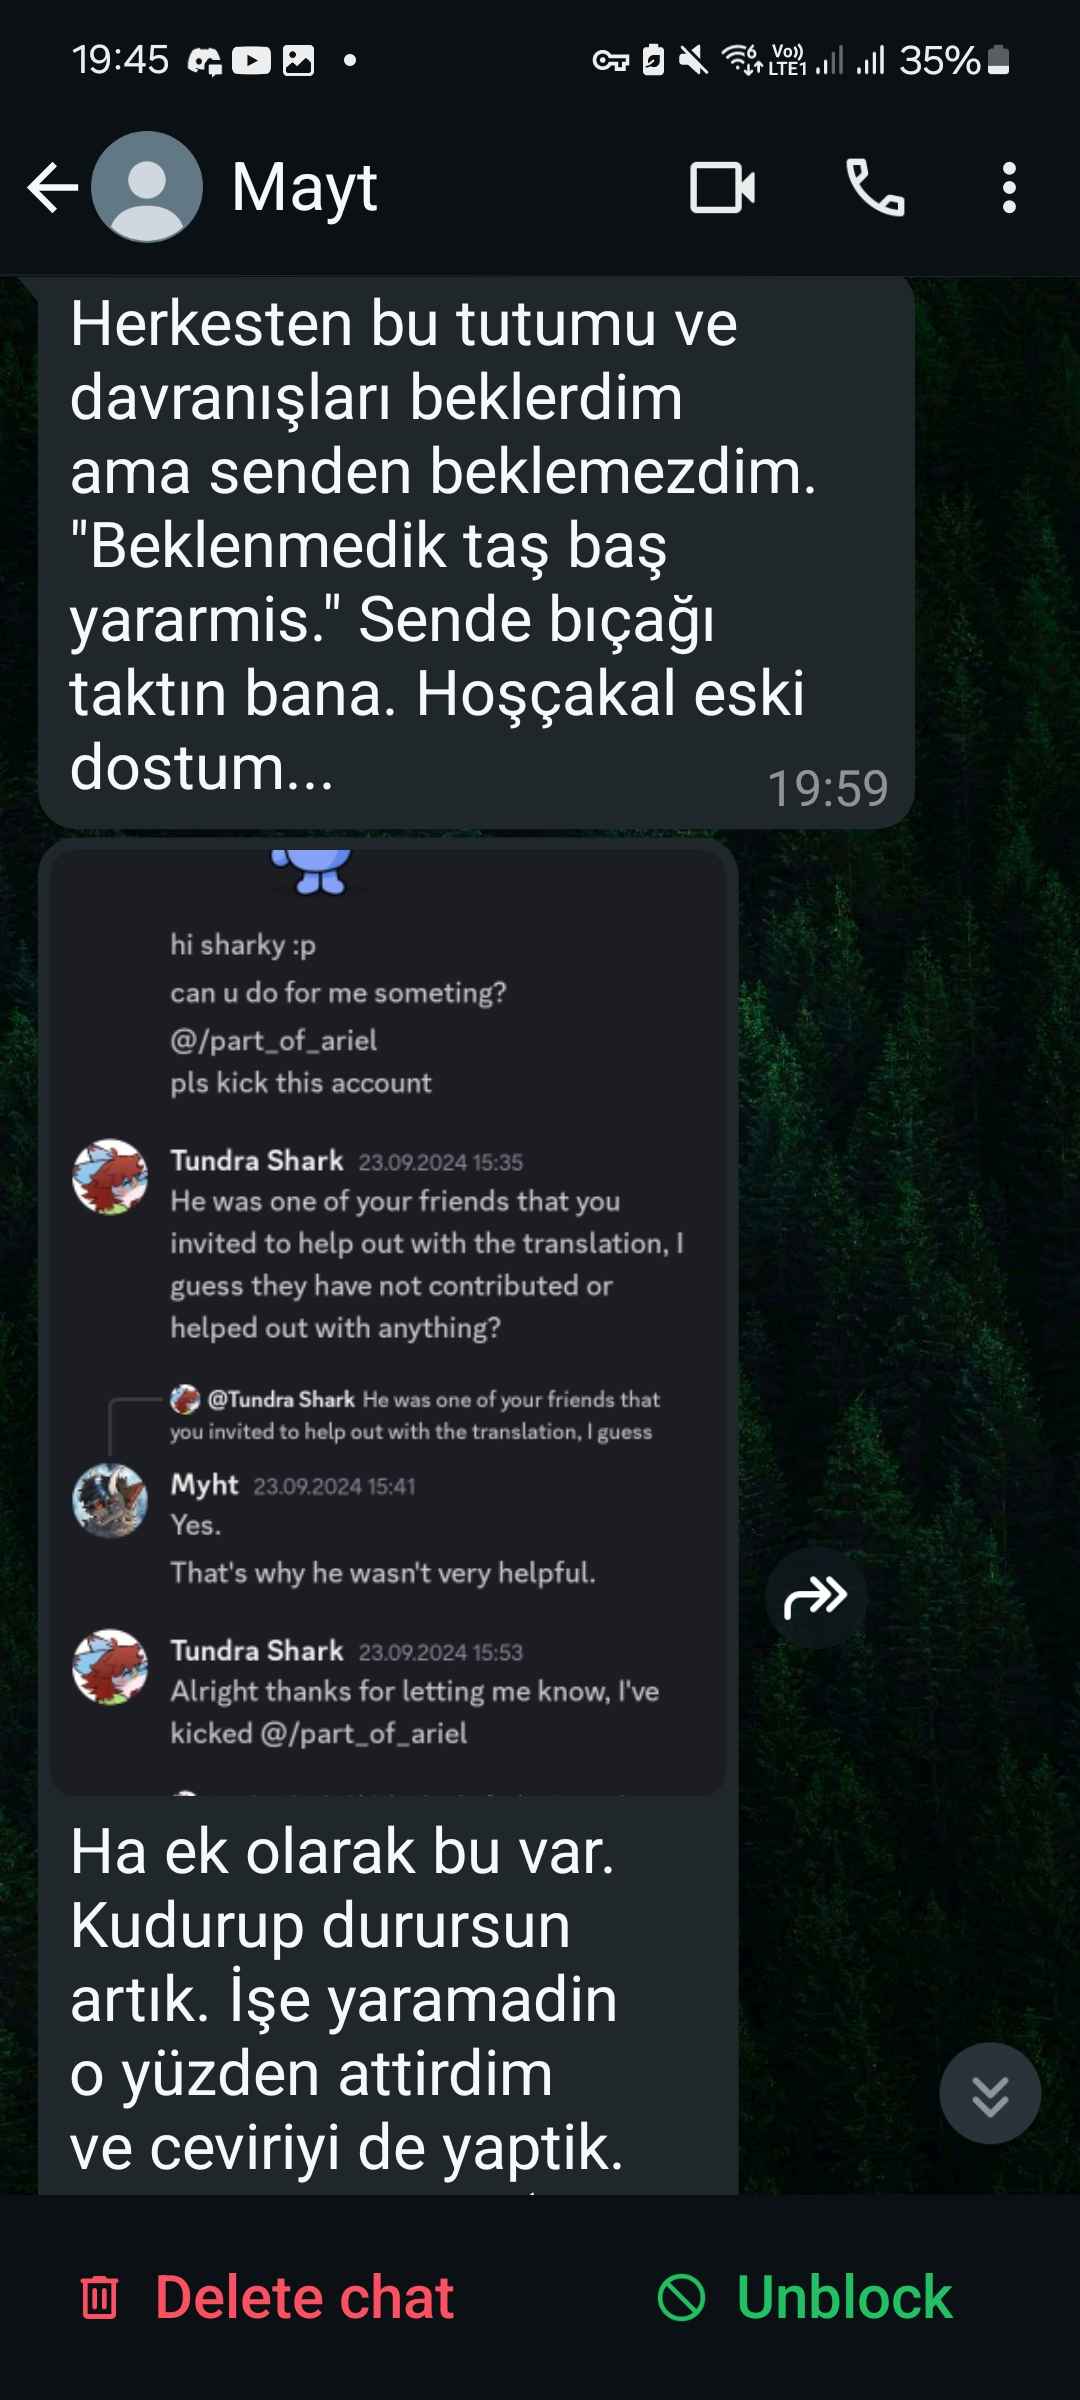 19:45
Vo))
LTE1
35%
Mayt
Herkesten bu tutumu ve
davranışları beklerdim
ama senden beklemezdim.
"Beklenmedik taş baş
yararmis." Sende bıçağı
taktın bana. Hoşçakal eski
dostum...
19:59
hi sharky :p
can u do for me someting?
@/part_of_ariel
pls kick this account
Tundra Shark 23.09.2024 15:35
He was one of your friends that you
invited to help out with the translation, I
guess they have not contributed or
helped out with anything?
@Tundra Shark He was one of your friends that
you invited to help out with the translation, I guess
Myht 23.09.2024 15:41
Yes.
That's why he wasn't very helpful.
Tundra Shark 23.09.2024 15:53
Alright thanks for letting me know, I've
kicked @/part_of_ariel
Ha ek olarak bu var.
Kudurup durursun
artık. İşe yaramadin
o yüzden attirdim
ve ceviriyi de yaptik.
Delete chat
Unblock